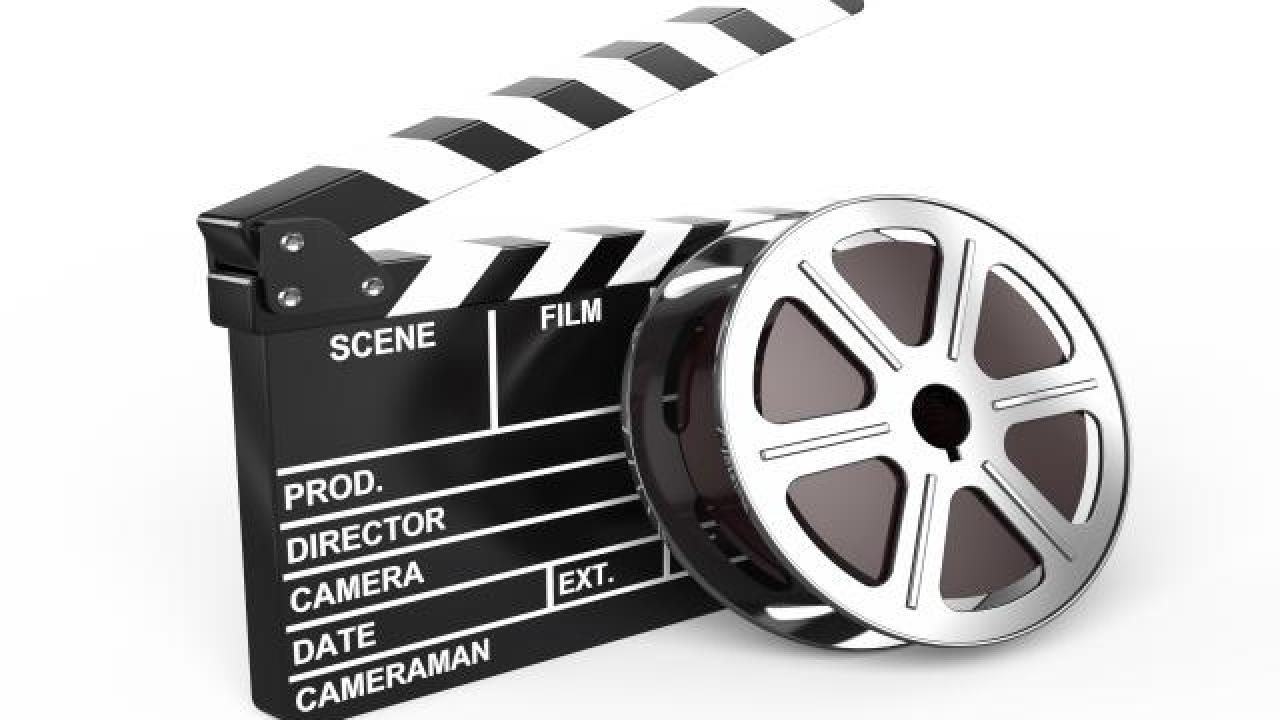 SCENE
FILM
PROD.
DIRECTOR
CAMERA
EXT.
DATE
CAMERAMAN